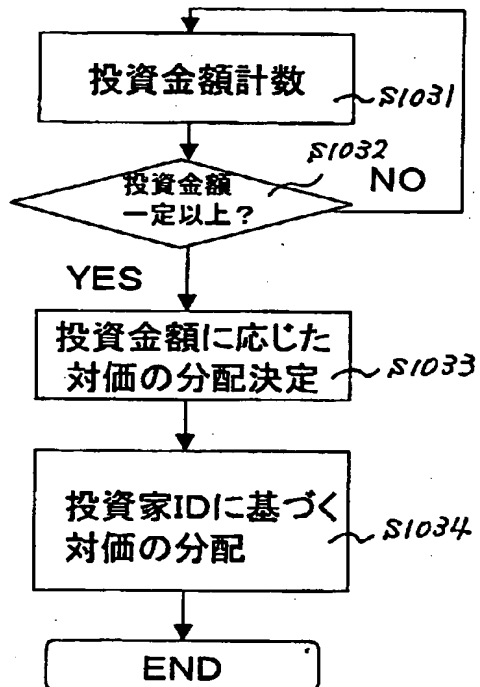 投資金額計数
S1031
S1032
投資金額
一定以上?
NO
YES
投資金額に応じた
対価の分配決定
S1033
投資家IDに基づく
対価の分配
S1034
END